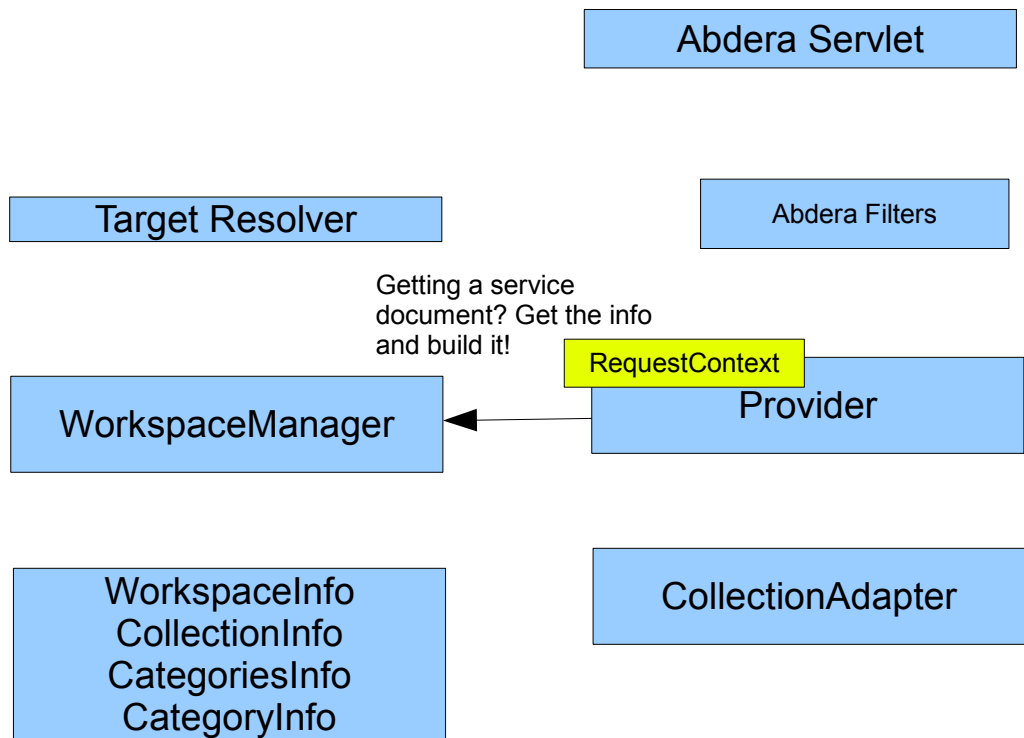 Abdera Servlet
Target Resolver
Abdera Filters
Getting a service
document? Get the info
and build it!
RequestContext
WorkspaceManager
Provider
WorkspaceInfo
CollectionInfo
CategoriesInfo
CategoryInfo
CollectionAdapter